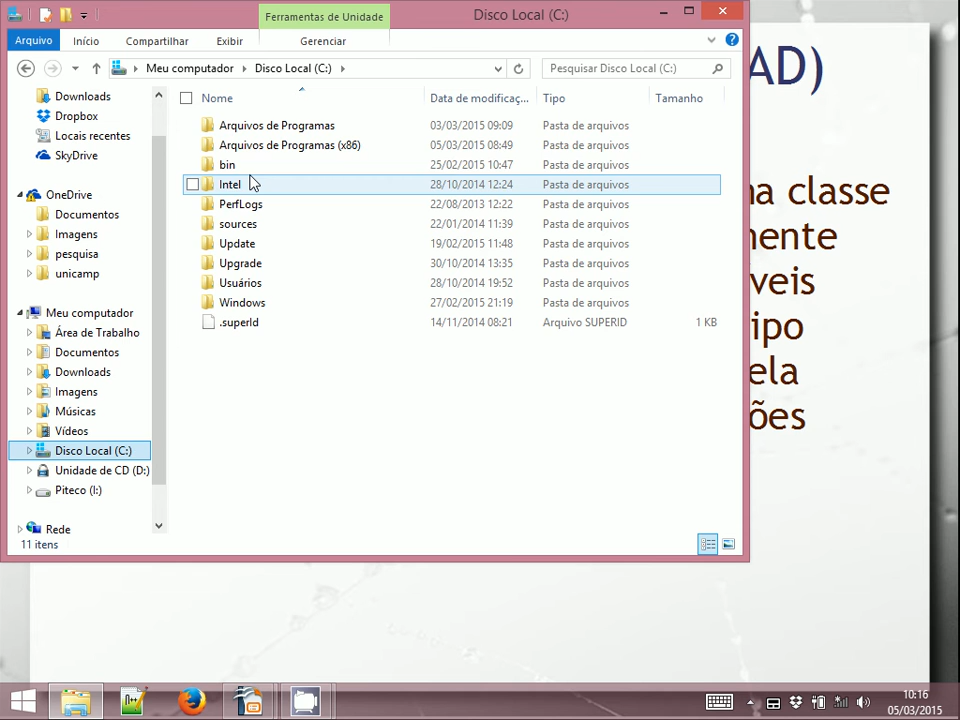 Ferramentas de Unidade
Disco Local (C:)
Arquivo
Início
Compartilhar
Exibir
Gerenciar
Meu computador
Disco Local (C:)
Pesquisar Disco Local (C:)
Nome
Data de modificaç...
Tipo
Tamanho
Downloads
Dropbox
Locais recentes
SkyDrive
OneDrive
Documentos
Imagens
pesquisa
unicamp
Meu computador
Área de Trabalho
Documentos
Downloads
Imagens
Músicas
Vídeos
Disco Local (C:)
Unidade de CD (D:)
Piteco (I:)
Rede
11 itens
Arquivos de Programas 03/03/2015 09:09 Pasta de arquivos
Arquivos de Programas (x86) 05/03/2015 08:49 Pasta de arquivos
bin 25/02/2015 10:47 Pasta de arquivos
Intel 28/10/2014 12:24 Pasta de arquivos
PerfLogs 22/08/2013 12:22 Pasta de arquivos
sources 22/01/2014 11:39 Pasta de arquivos
Update 19/02/2015 11:48 Pasta de arquivos
Upgrade 30/10/2014 13:35 Pasta de arquivos
Usuários 28/10/2014 19:52 Pasta de arquivos
Windows 27/02/2015 21:19 Pasta de arquivos
.superId 14/11/2014 08:21 Arquivo SUPERID 1 KB
AD)
na classe
mente
veis
ipo
ela
ões
10:16
05/03/2015